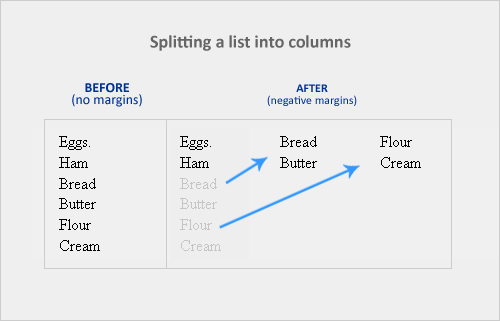 Splitting a list into columns
BEFORE
(no margins)
AFTER
(negative margins)
Eggs.
Ham
Bread
Butter
Flour
Cream
Eggs.
Ham
Bread
Butter
Flour
Cream
Bread
Butter
Flour
Cream